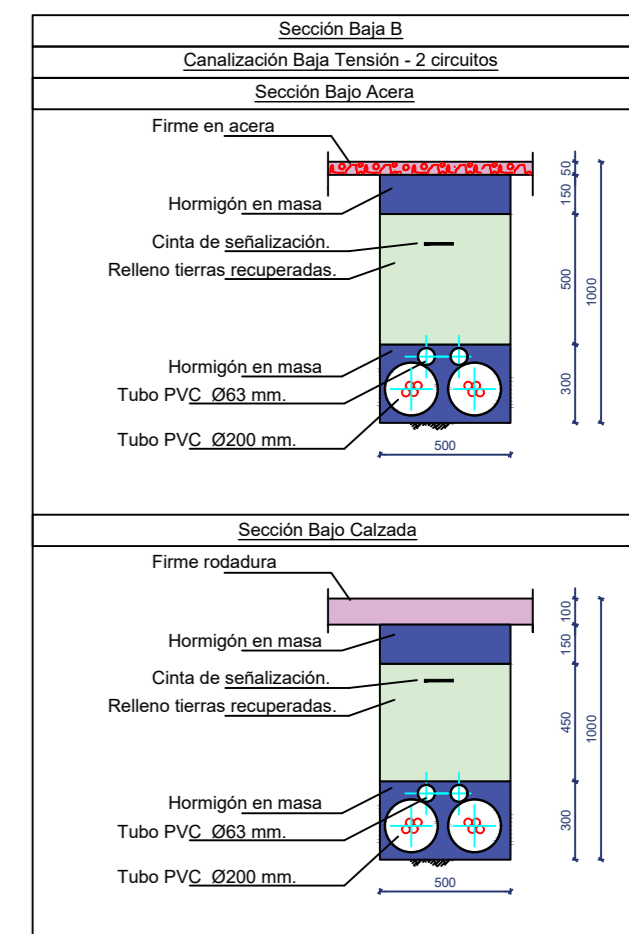 Sección Baja B
Canalización Baja Tensión - 2 circuitos
Sección Bajo Acera
Firme en acera
Hormigón en masa
Cinta de señalización.
Relleno tierras recuperadas.
Hormigón en masa
Tubo PVC Ø63 mm.
Tubo PVC Ø200 mm.
50
150
500
1000
300
500
Sección Bajo Calzada
Firme rodadura
Hormigón en masa
Cinta de señalización.
Relleno tierras recuperadas.
Hormigón en masa
Tubo PVC Ø63 mm.
Tubo PVC Ø200 mm.
100
150
450
1000
300
500